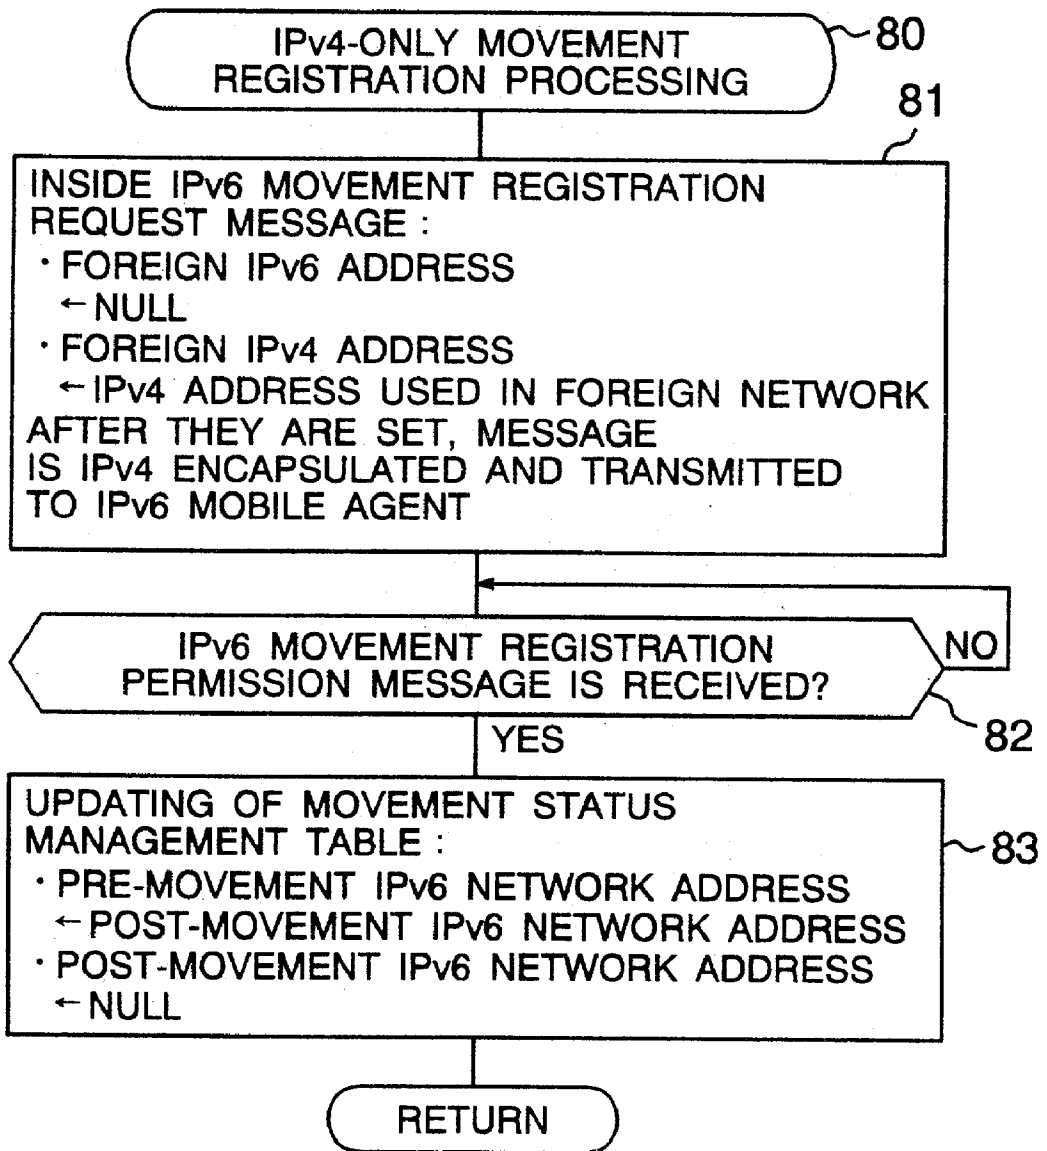 IPv4-ONLY MOVEMENT
REGISTRATION PROCESSING
80
81
INSIDE IPv6 MOVEMENT REGISTRATION
REQUEST MESSAGE :
· FOREIGN IPv6 ADDRESS
← NULL
· FOREIGN IPv4 ADDRESS
← IPv4 ADDRESS USED IN FOREIGN NETWORK
AFTER THEY ARE SET, MESSAGE
IS IPv4 ENCAPSULATED AND TRANSMITTED
TO IPv6 MOBILE AGENT
IPv6 MOVEMENT REGISTRATION
PERMISSION MESSAGE IS RECEIVED?
NO
82
YES
UPDATING OF MOVEMENT STATUS
MANAGEMENT TABLE :
· PRE-MOVEMENT IPv6 NETWORK ADDRESS
← POST-MOVEMENT IPv6 NETWORK ADDRESS
· POST-MOVEMENT IPv6 NETWORK ADDRESS
← NULL
83
RETURN